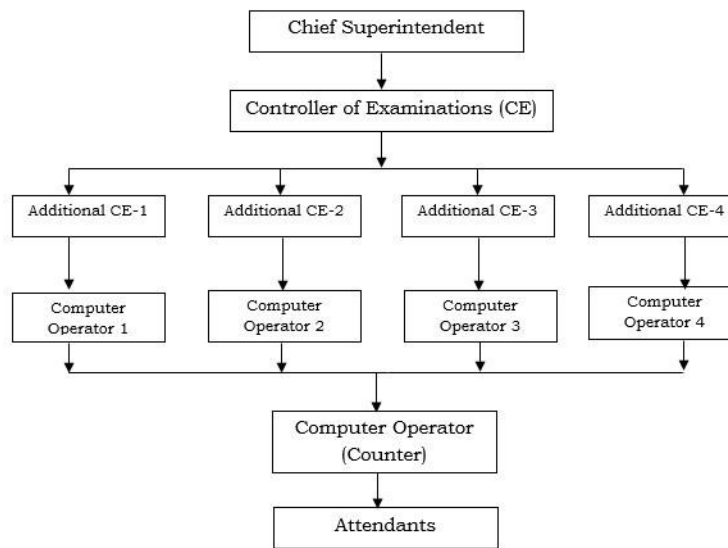 Chief Superintendent
Controller of Examinations (CE)
Additional CE-1
Additional CE-2
Additional CE-3
Additional CE-4
Computer
Operator 1
Computer
Operator 2
Computer
Operator 3
Computer
Operator 4
Computer Operator
(Counter)
Attendants